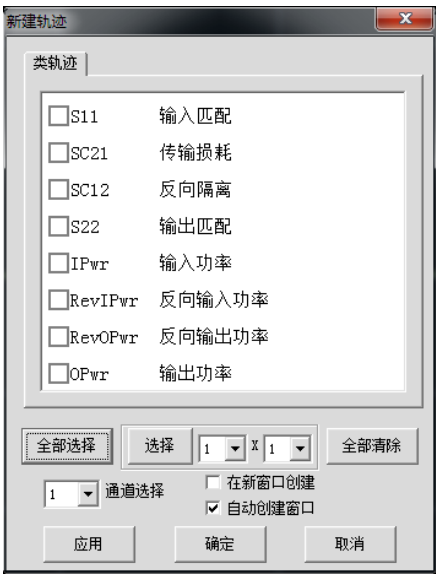 新建轨迹
类轨迹
S11 输入匹配
SC21 传输损耗
SC12 反向隔离
S22 输出匹配
IPwr 输入功率
RevIPwr 反向输入功率
RevOPwr 反向输出功率
OPwr 输出功率
全部选择 选择 1 X 1 全部清除
1 通道选择 在新窗口创建
自动创建窗口
应用 确定 取消